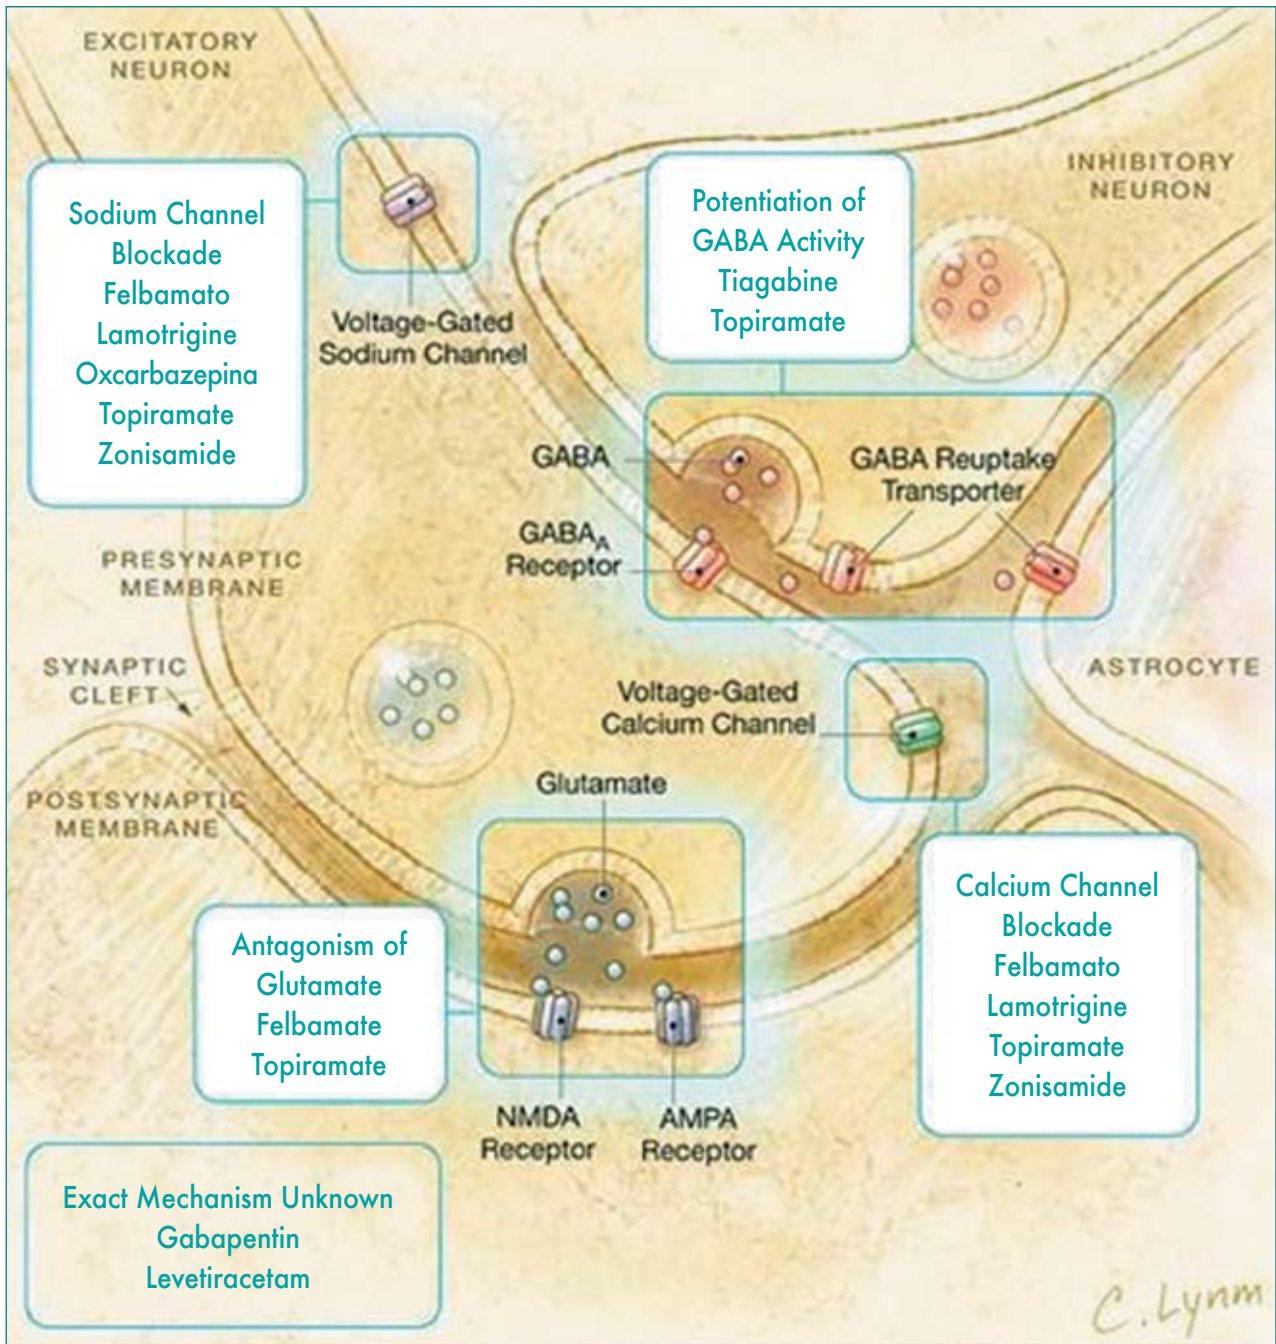 EXCITATORY
NEURON
INHIBITORY
NEURON
Sodium Channel
Blockade
Felbamato
Lamotrigine
Oxcarbazepina
Topiramate
Zonisamide
Voltage-Gated
Sodium Channel
Potentiation of
GABA Activity
Tiagabine
Topiramate
GABA
GABA Reuptake
Transporter
GABAA
Receptor
PRESYNAPTIC
MEMBRANE
SYNAPTIC
CLEFT
ASTROCYTE
Voltage-Gated
Calcium Channel
Glutamate
POSTSYNAPTIC
MEMBRANE
Antagonism of
Glutamate
Felbamate
Topiramate
Calcium Channel
Blockade
Felbamato
Lamotrigine
Topiramate
Zonisamide
NMDA
Receptor
AMPA
Receptor
Exact Mechanism Unknown
Gabapentin
Levetiracetam
C. Lynm